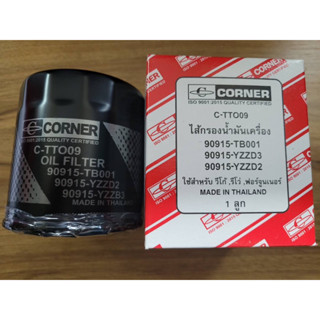 CORNER
ISO 9001:2015 QUALITY CERTIFIED
C-TTO09
OIL FILTER
90915-TB001
90915-YZZD2
90915-YZZB3
MADE IN THAILAND
CORNER
ISO 9001:2015 QUALITY CERTIFIED
C-TTO09
ไส้กรองน้ำมันเครื่อง
90915-TB001
90915-YZZD3
90915-YZZD2
ใช้สำหรับ วีโก้ ,รีโว่ ,ฟอร์จูนเนอร์
MADE IN THAILAND
1 ลูก